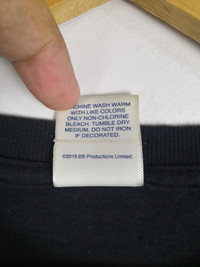 CHINE WASH WARM
WITH LIKE COLORS
ONLY NON-CHLORINE
BLEACH. TUMBLE DRY
MEDIUM. DO NOT IRON
IF DECORATED.
©2015 BB Productions Limited.